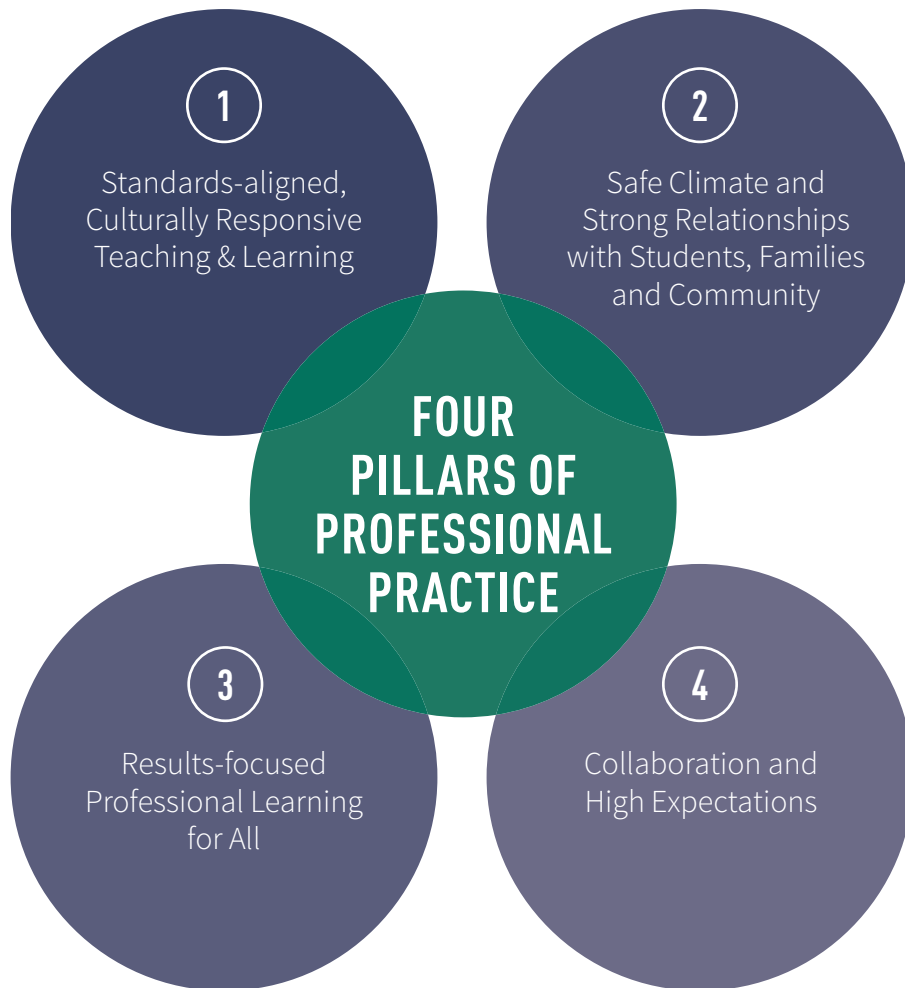 1
Standards-aligned,
Culturally Responsive
Teaching & Learning
2
Safe Climate and
Strong Relationships
with Students, Families
and Community
FOUR
PILLARS OF
PROFESSIONAL
PRACTICE
3
Results-focused
Professional Learning
for All
4
Collaboration and
High Expectations